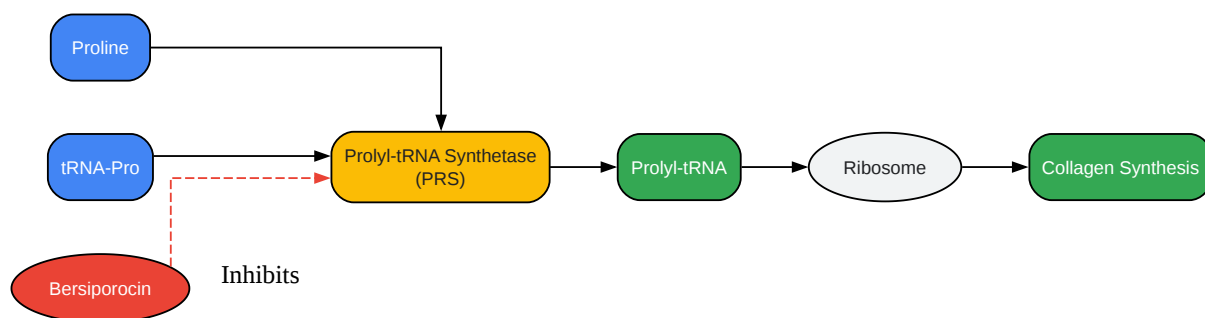 Proline
tRNA-Pro
Prolyl-tRNA Synthetase
(PRS)
Prolyl-tRNA
Ribosome
Collagen Synthesis
Bersiporocin
Inhibits